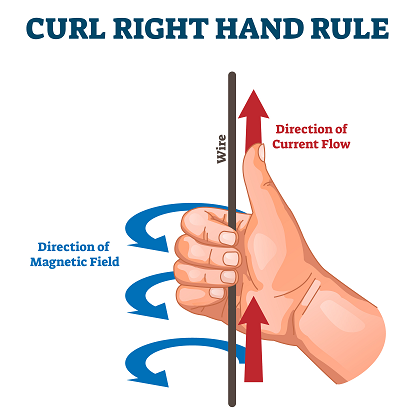 CURL RIGHT HAND RULE
Direction of
Current Flow
Wire
Direction of
Magnetic Field